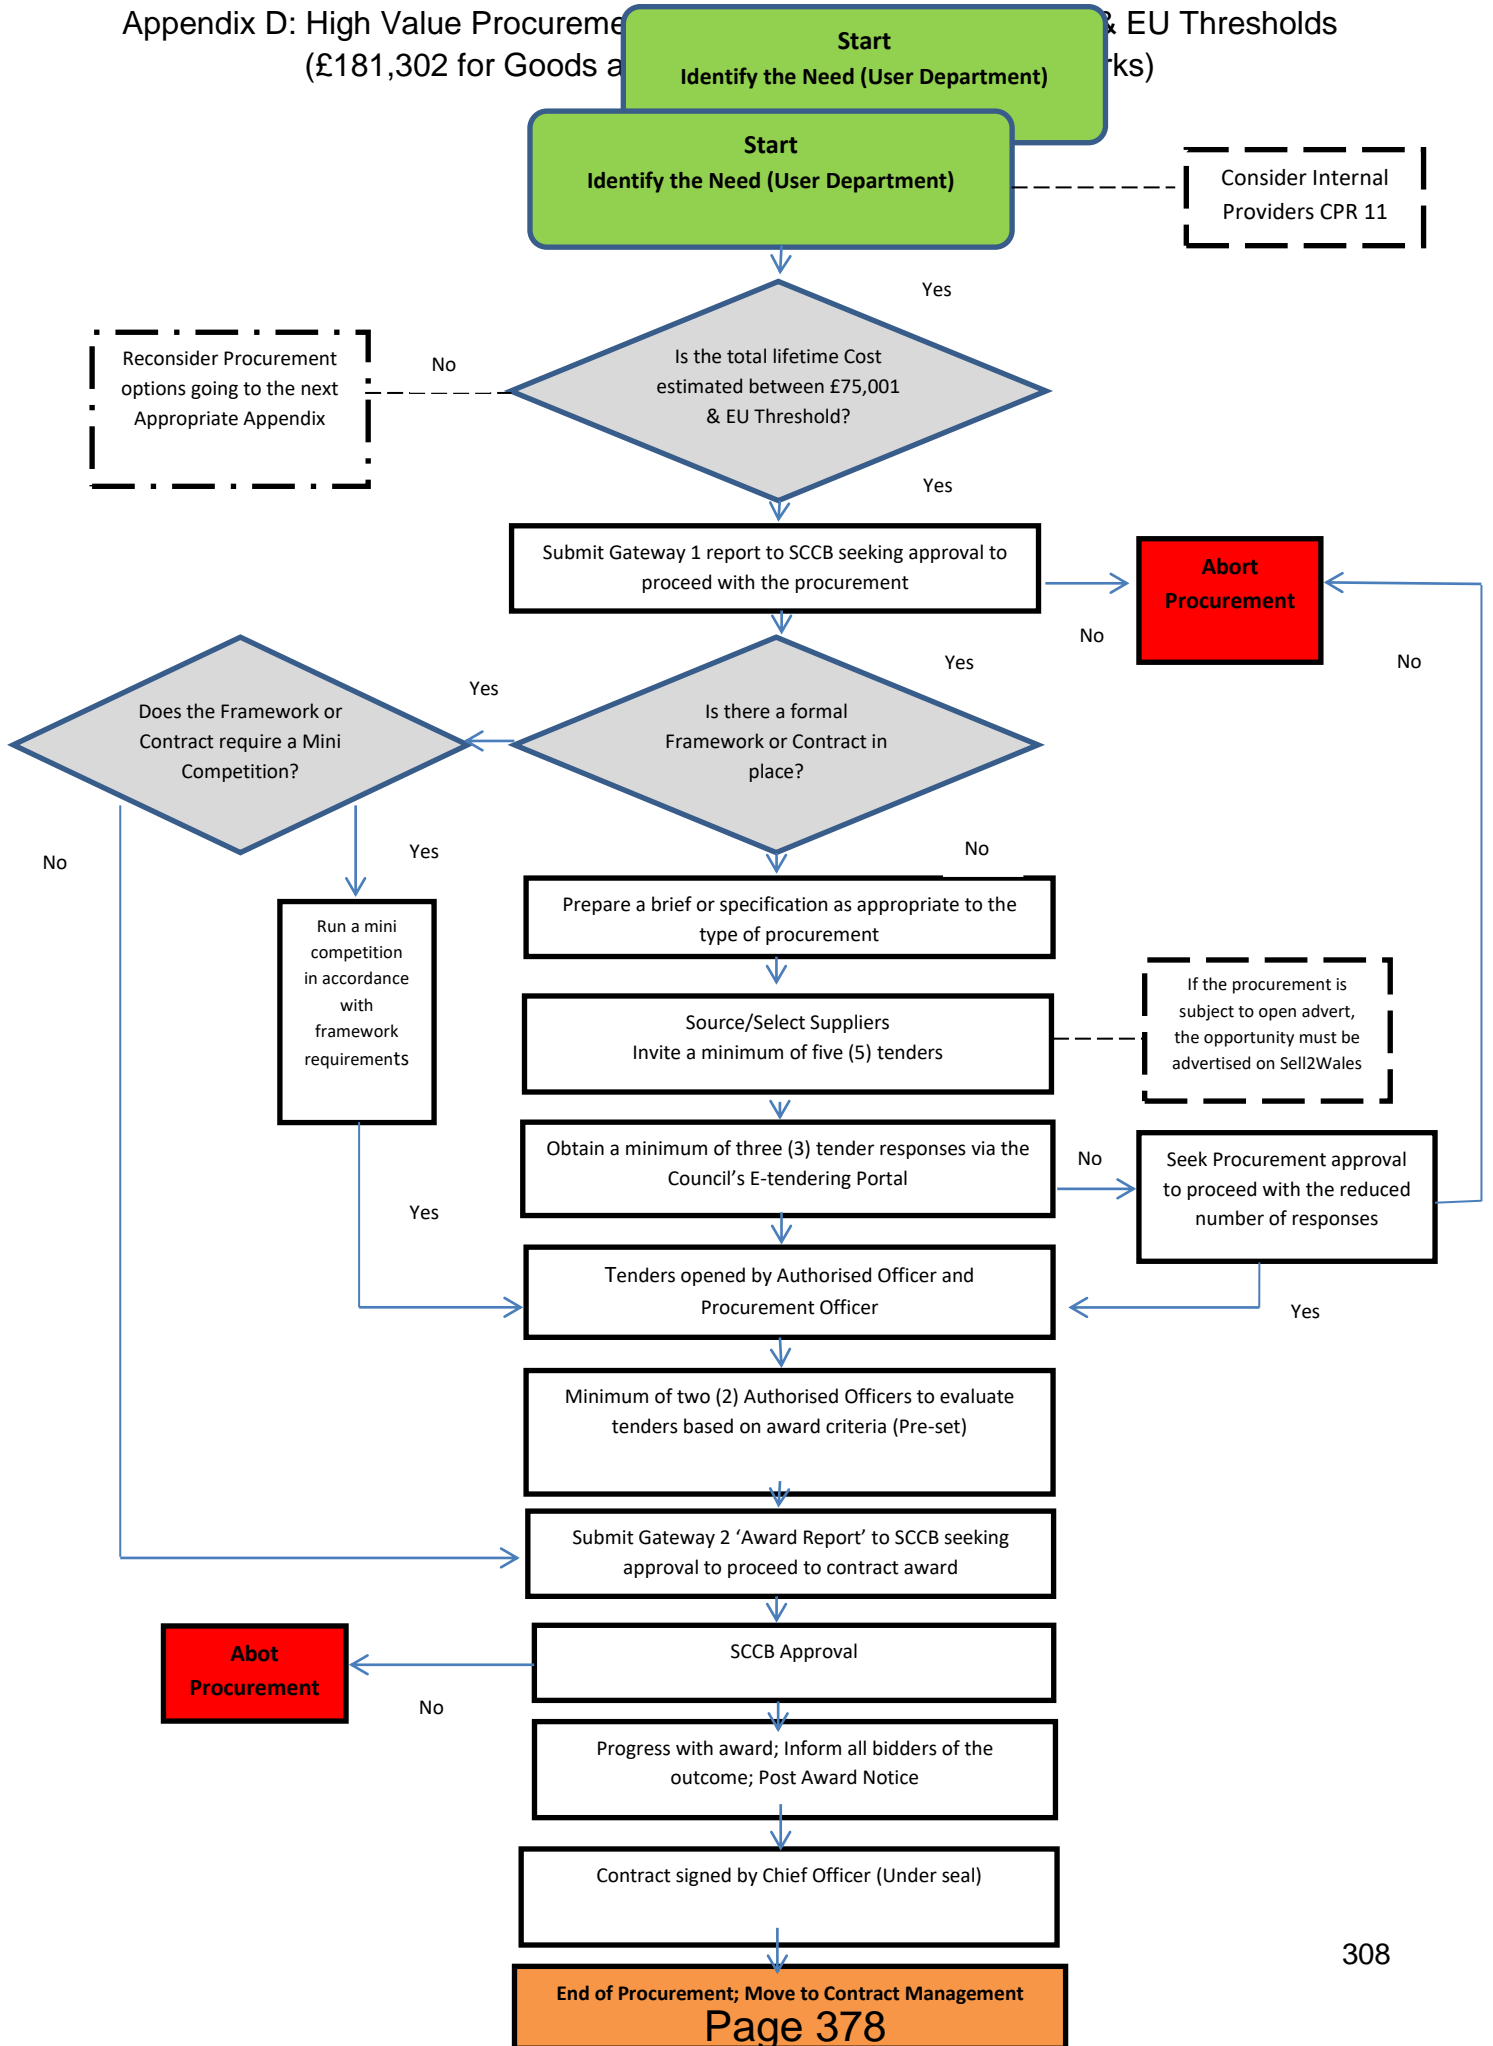 Appendix D: High Value Procureme & EU Thresholds
(£181,302 for Goods a rks)
Start
Identify the Need (User Department)
Start
Identify the Need (User Department)
Consider Internal
Providers CPR 11
Yes
Is the total lifetime Cost
estimated between £75,001
& EU Threshold?
No
Reconsider Procurement
options going to the next
Appropriate Appendix
Yes
Submit Gateway 1 report to SCCB seeking approval to
proceed with the procurement
Abort
Procurement
No
No
Yes
Yes
Does the Framework or
Contract require a Mini
Competition?
Is there a formal
Framework or Contract in
place?
No
Yes
No
Run a mini
competition
in accordance
with
framework
requirements
Prepare a brief or specification as appropriate to the
type of procurement
Source/Select Suppliers
Invite a minimum of five (5) tenders
If the procurement is
subject to open advert,
the opportunity must be
advertised on Sell2Wales
Obtain a minimum of three (3) tender responses via the
Council's E-tendering Portal
No
Seek Procurement approval
to proceed with the reduced
number of responses
Yes
Tenders opened by Authorised Officer and
Procurement Officer
Yes
Minimum of two (2) Authorised Officers to evaluate
tenders based on award criteria (Pre-set)
Submit Gateway 2 ‘Award Report’ to SCCB seeking
approval to proceed to contract award
SCCB Approval
Abot
Procurement
No
Progress with award; Inform all bidders of the
outcome; Post Award Notice
Contract signed by Chief Officer (Under seal)
308
End of Procurement; Move to Contract Management
Page 378